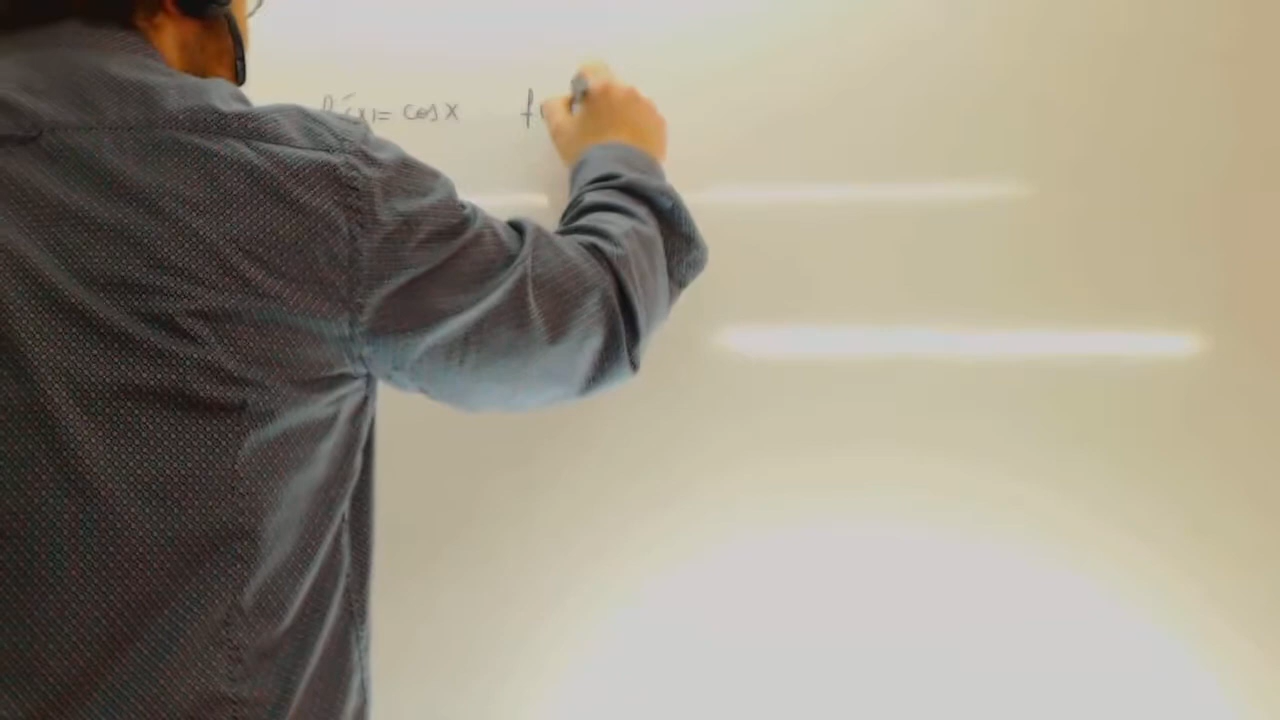 f'(x) = cos x f(